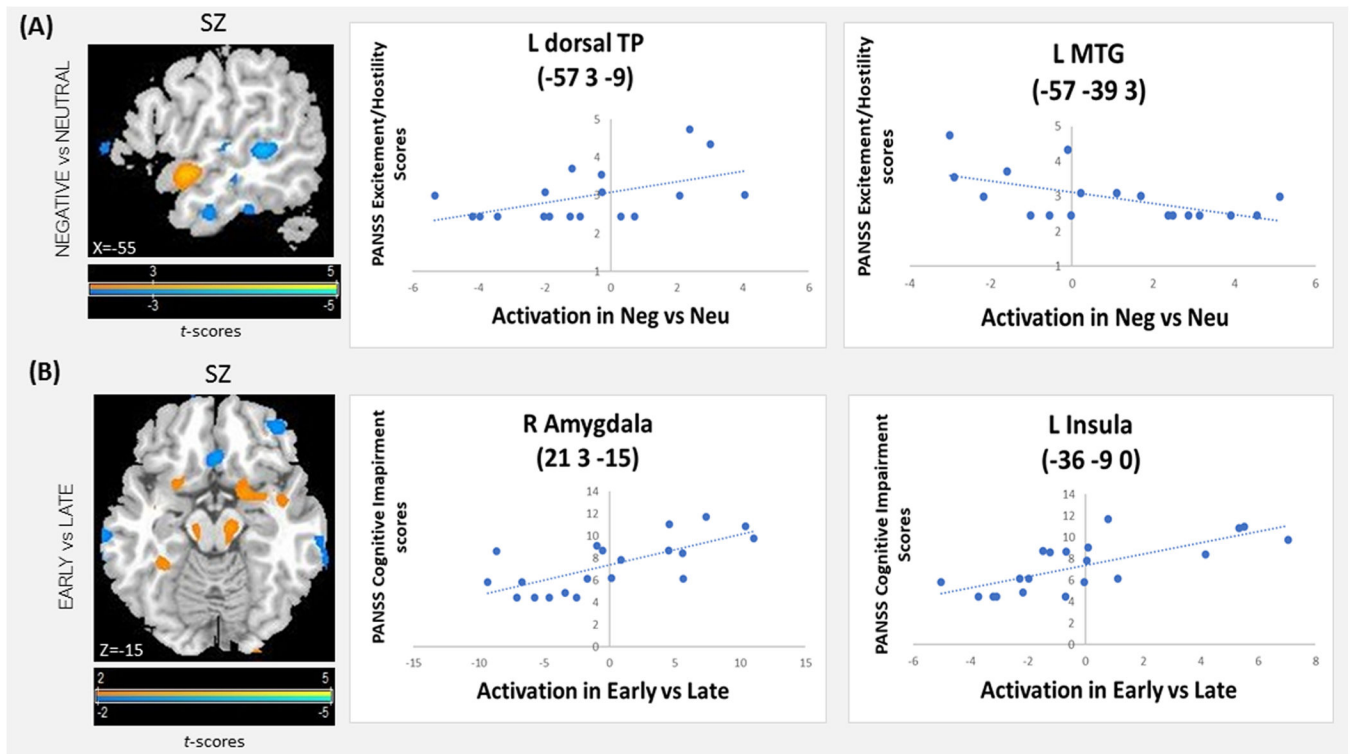 (A)
SZ
NEGATIVE vs NEUTRAL
X=-55
3 5
-3 -5
t-scores
L dorsal TP
(-57 3 -9)
PANSS Excitement/Hostility
Scores
5
4
3
2
1
-6 -4 -2 0 2 4 6
Activation in Neg vs Neu
L MTG
(-57 -39 3)
PANSS Excitement/Hostility
scores
5
4
3
2
1
-4 -2 0 2 4 6
Activation in Neg vs Neu
(B)
SZ
EARLY vs LATE
Z=-15
2 5
-2 -5
t-scores
R Amygdala
(21 3 -15)
PANSS Cognitive Imapirment
scores
14
12
10
8
6
4
2
0
-15 -10 -5 0 5 10 15
Activation in Early vs Late
L Insula
(-36 -9 0)
PANSS Cognitive Impairment
Scores
14
12
10
8
6
4
2
0
-6 -4 -2 0 2 4 6 8
Activation in Early vs Late